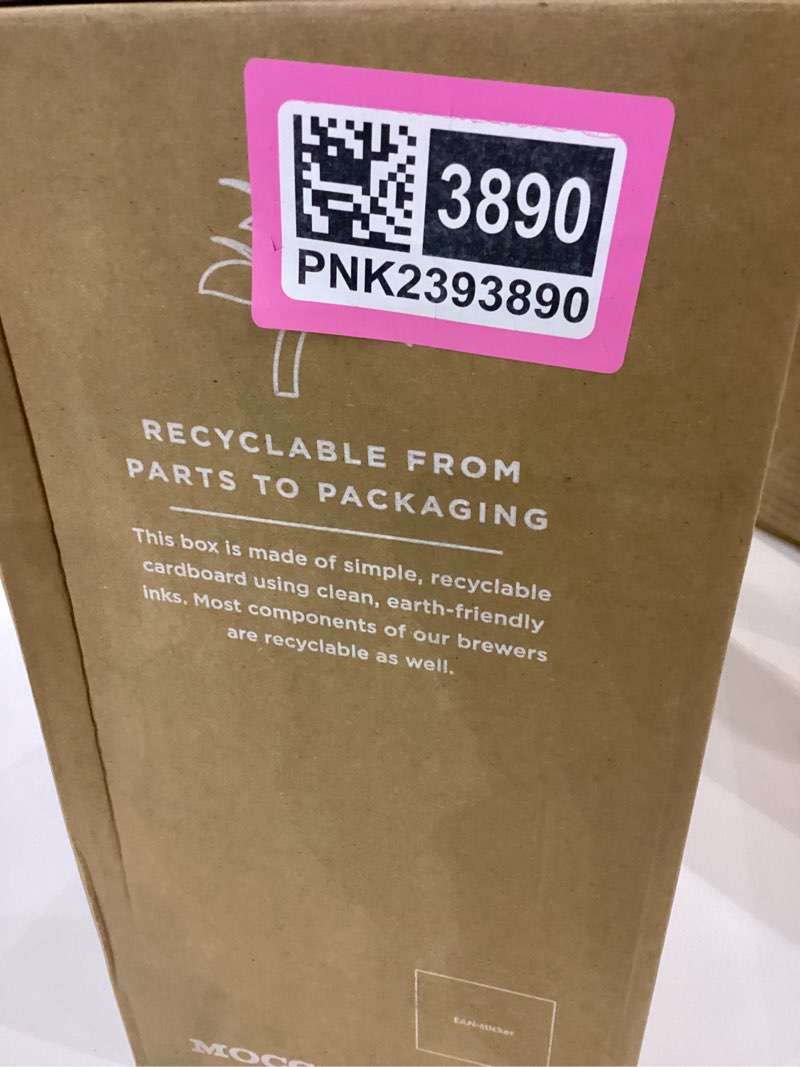 3890
PNK2393890
RECYCLABLE FROM
PARTS TO PACKAGING
This box is made of simple, recyclable
cardboard using clean, earth-friendly
inks. Most components of our brewers
are recyclable as well.
EAN-sticker
MOCC